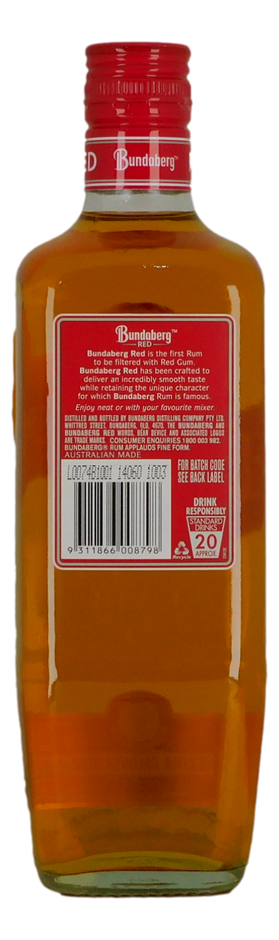 ED Bundaberg™
Bundaberg™
RED
Bundaberg Red is the first Rum
to be filtered with Red Gum.
Bundaberg Red has been crafted to
deliver an incredibly smooth taste
while retaining the unique character
for which Bundaberg Rum is famous.
Enjoy neat or with your favourite mixer.
DISTILLED AND BOTTLED BY BUNDABERG DISTILLING COMPANY PTY LTD.
WHITTRED STREET, BUNDABERG, QLD, 4670. THE BUNDABERG AND
BUNDABERG RED WORDS, BEAR DEVICE AND ASSOCIATED LOGOS
ARE TRADE MARKS. CONSUMER ENQUIRIES 1800 003 982.
BUNDABERG® RUM APPLAUDS FINE FORM.
AUSTRALIAN MADE
L0074B1001 14060 1003
FOR BATCH CODE
SEE BACK LABEL
DRINK
RESPONSIBLY
STANDARD
DRINKS
20
APPROX.
Recycle
9 311866 008798